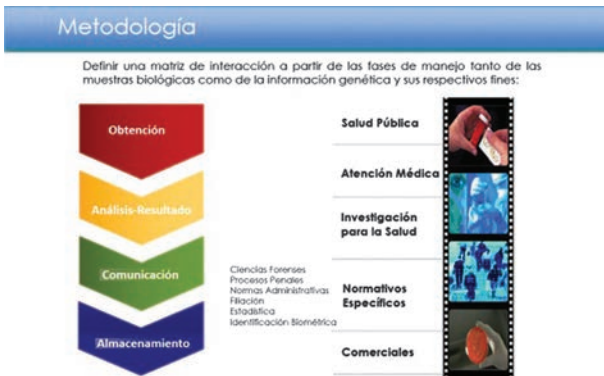 Metodología
Definir una matriz de interacción a partir de las fases de manejo tanto de las
muestras biológicas como de la información genética y sus respectivos fines:
Obtención
Análisis-Resultado
Comunicación
Almacenamiento
Ciencias Forenses
Procesos Penales
Normas Administrativas
Filiación
Estadística
Identificación Biométrica
Salud Pública
Atención Médica
Investigación
para la Salud
Normativos
Específicos
Comerciales